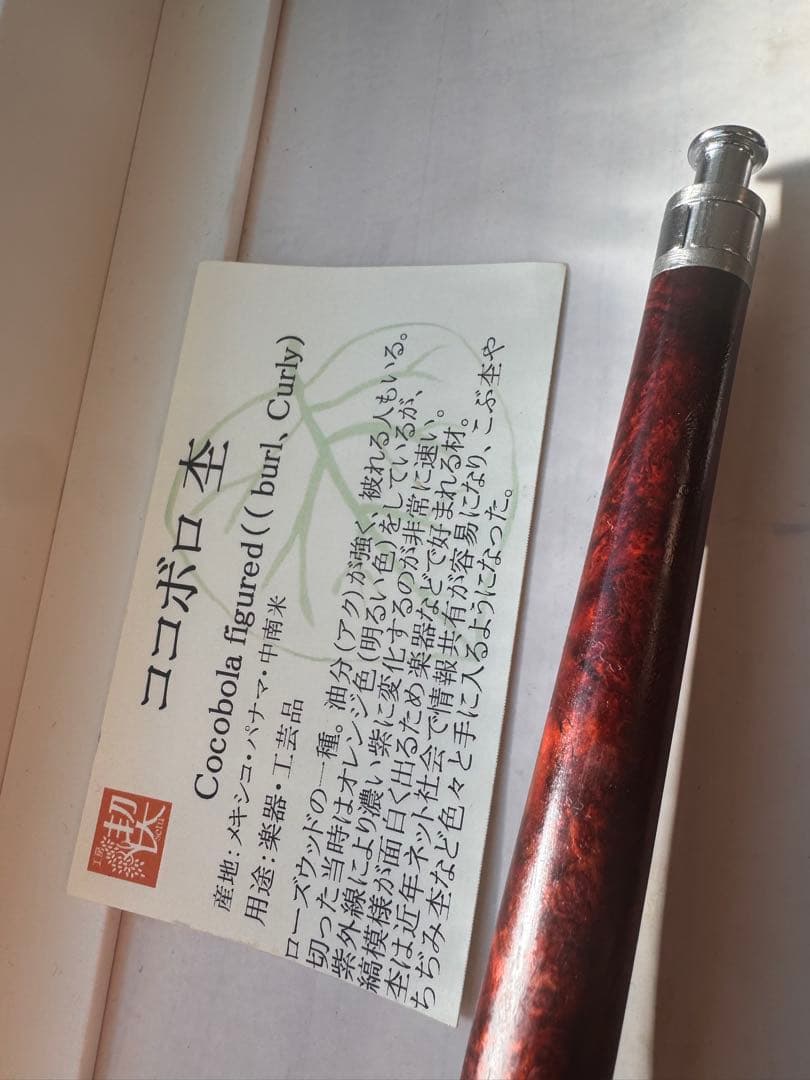 工房
契
ココボロ 杢
Cocobola figured(( ( burl、Curly)
産地:メキシコ・パナマ・中南米
用途:楽器・工芸品
ローズウッドの一種。油分(アク)が強く、被れる人もいる。
切った当時はオレンジ色(明るい色)をしているが、
紫外線により濃い紫に変化するのが非常に速い。
縞模様が面白く出るため楽器などで好まれる材。
杢は近年ネット社会で情報共有が容易になり、こぶ杢や
ちぢみ杢など色々と手に入るようになった。